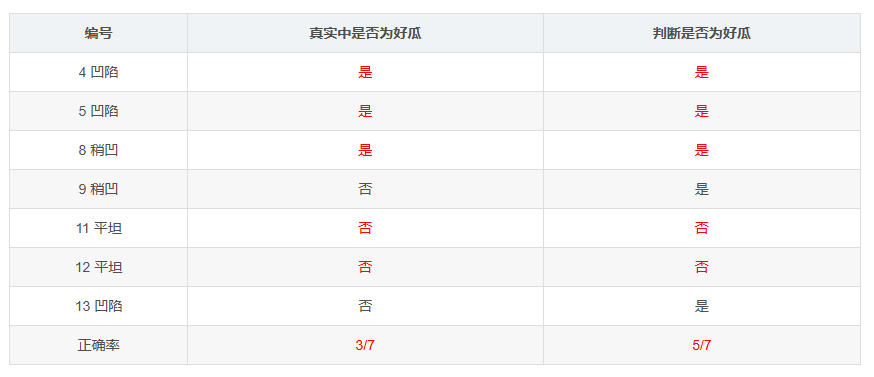 编号 真实中是否为好瓜 判断是否为好瓜
4 凹陷 是 是
5 凹陷 是 是
8 稍凹 是 是
9 稍凹 否 是
11 平坦 否 否
12 平坦 否 否
13 凹陷 否 是
正确率 3/7 5/7